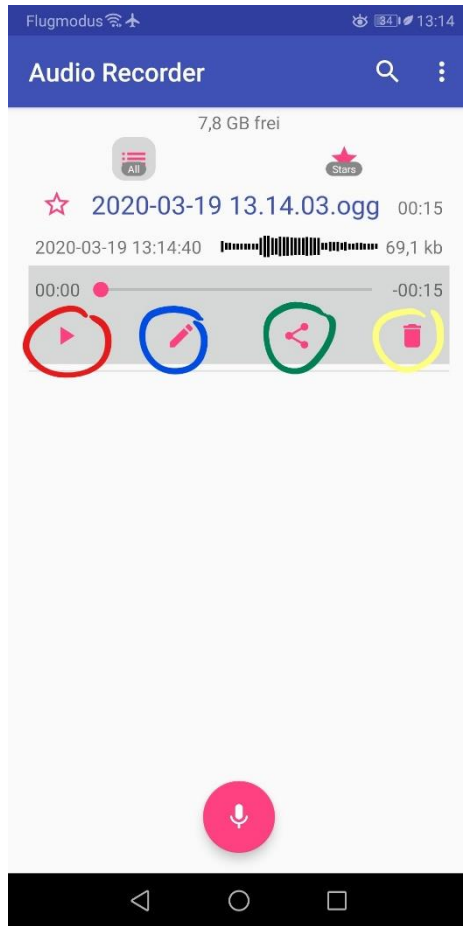 Flugmodus 84 13:14
Audio Recorder
7,8 GB frei
All Stars
2020-03-19 13.14.03.ogg 00:15
2020-03-19 13:14:40 69,1 kb
00:00 -00:15